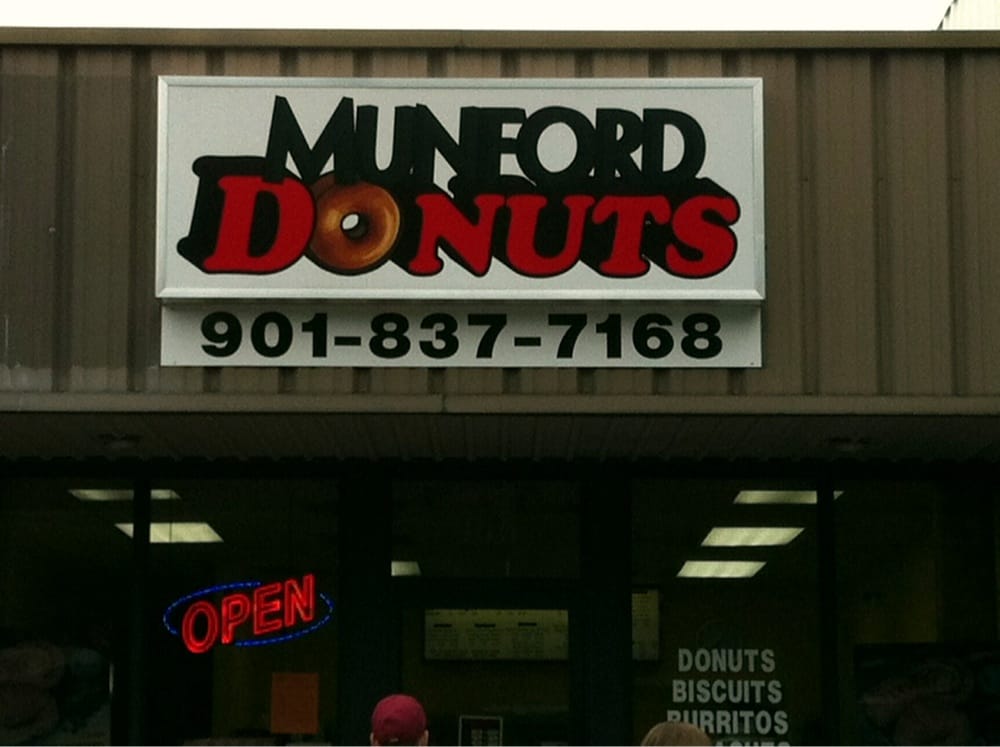 MUNFORD
DONUTS
901-837-7168
OPEN
DONUTS
BISCUITS
BURRITOS